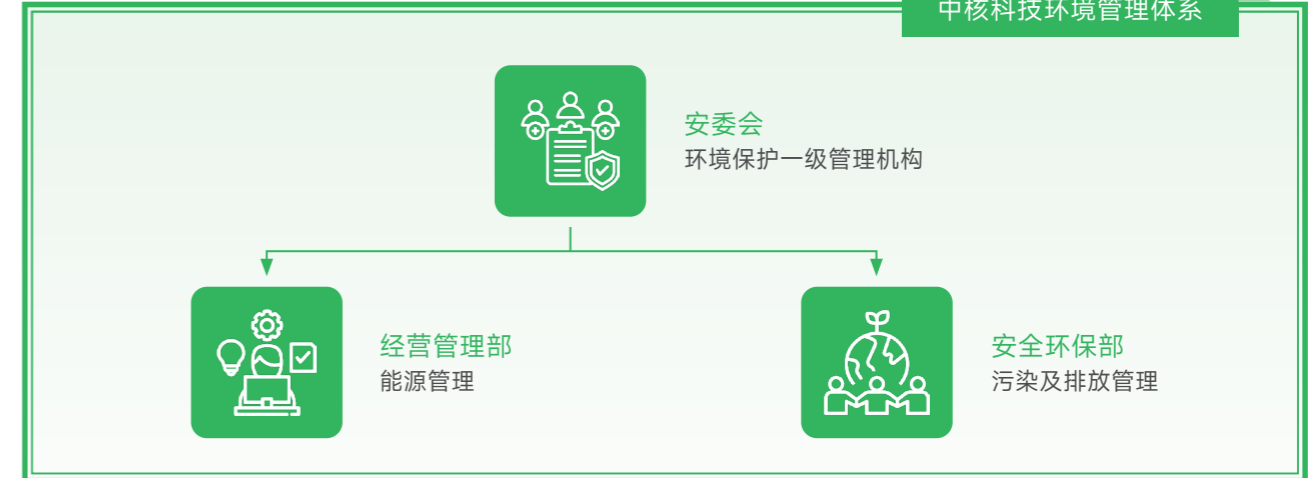 中核科技环境管理体系
安委会
环境保护一级管理机构
经营管理部
能源管理
安全环保部
污染及排放管理